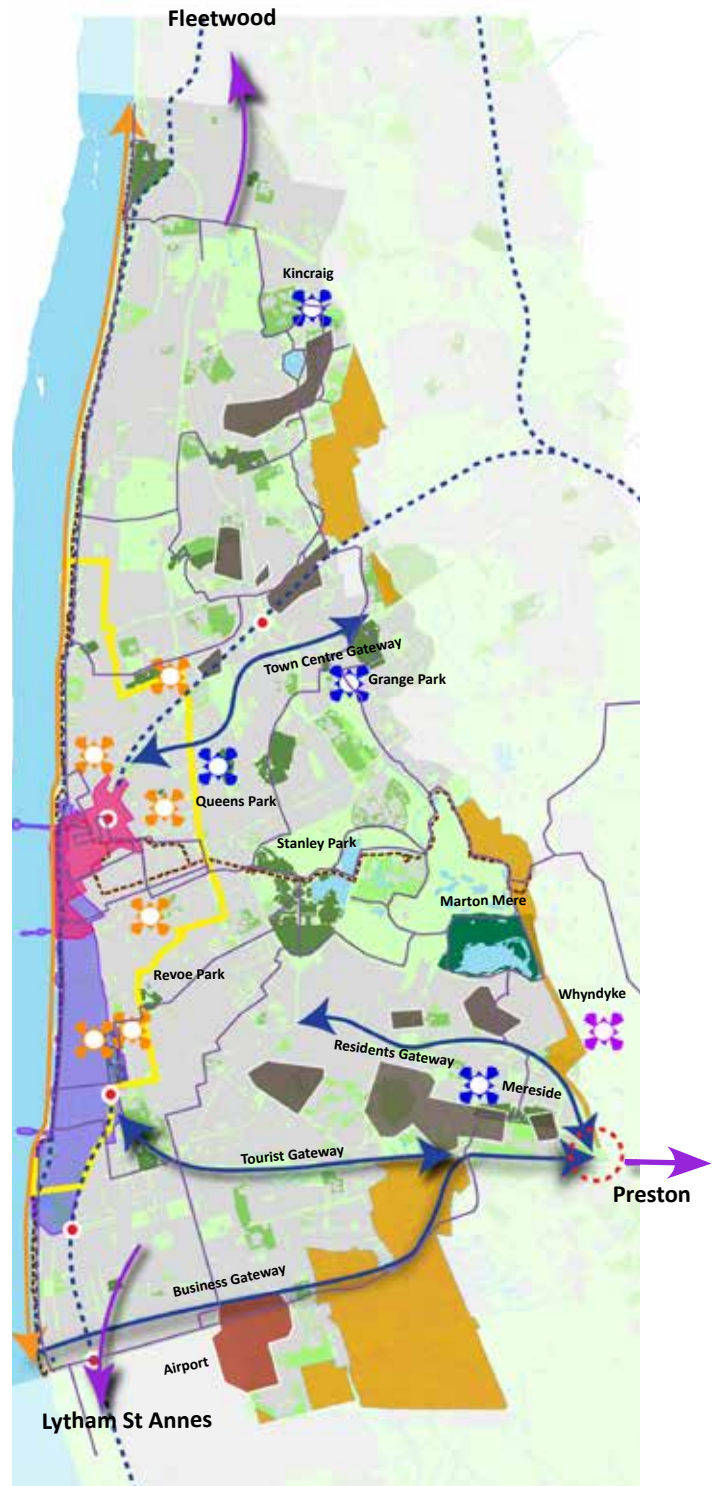 Fleetwood
Kincraig
Town Centre Gateway
Grange Park
Queens Park
Stanley Park
Marton Mere
Revoe Park
Whyndyke
Residents Gateway
Mereside
Tourist Gateway
Preston
Business Gateway
Airport
Lytham St Annes